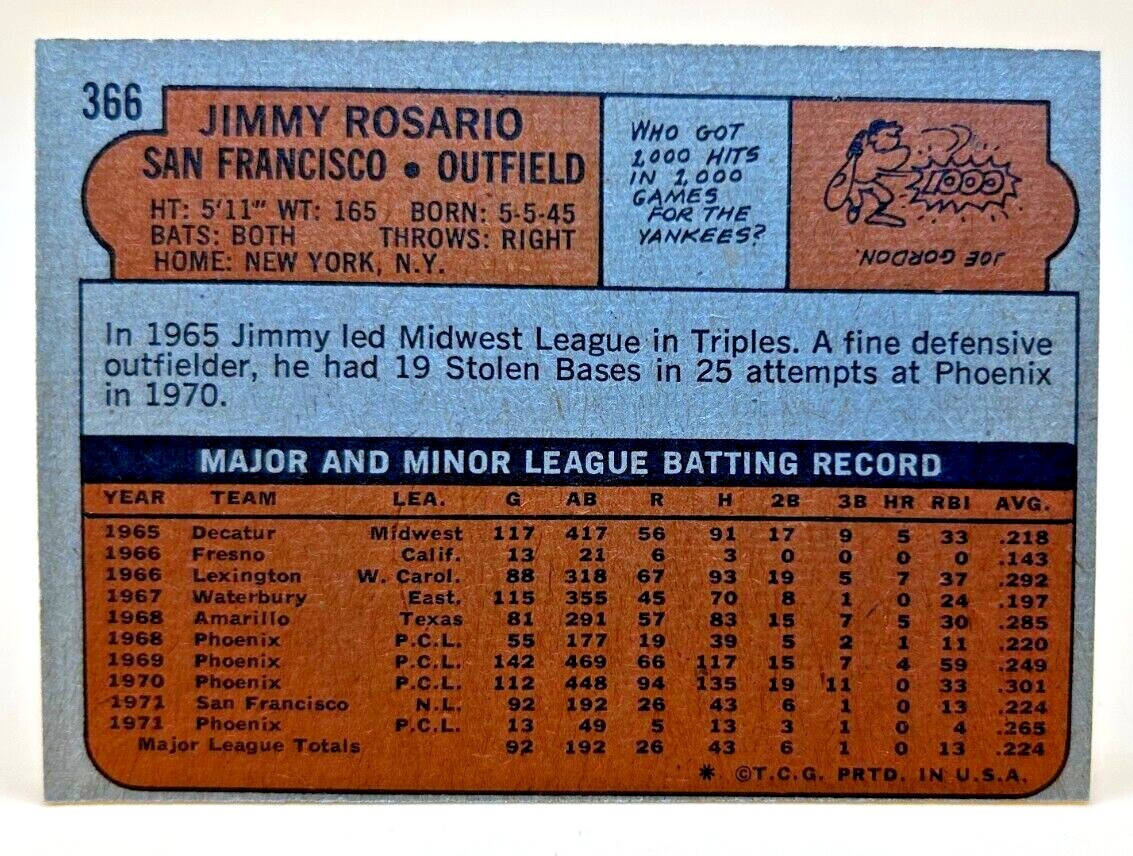 366
JIMMY ROSARIO
SAN FRANCISCO • OUTFIELD
HT: 5'11" WT: 165 BORN: 5-5-45
BATS: BOTH THROWS: RIGHT
HOME: NEW YORK, N.Y.
WHO GOT
1,000 HITS
IN 1,000
GAMES
FOR THE
YANKEES?
1,000!
JOE GORDON.
In 1965 Jimmy led Midwest League in Triples. A fine defensive
outfielder, he had 19 Stolen Bases in 25 attempts at Phoenix
in 1970.
MAJOR AND MINOR LEAGUE BATTING RECORD
YEAR TEAM LEA. G AB R H 2B 3B HR RBI AVG.
1965 Decatur Midwest 117 417 56 91 17 9 5 33 .218
1966 Fresno Calif. 13 21 6 3 0 0 0 0 .143
1966 Lexington W. Carol. 88 318 67 93 19 5 7 37 .292
1967 Waterbury East. 115 355 45 70 8 1 0 24 .197
1968 Amarillo Texas 81 291 57 83 15 7 5 30 .285
1968 Phoenix P.C.L. 55 177 19 39 5 2 1 11 .220
1969 Phoenix P.C.L. 142 469 66 117 15 7 4 59 .249
1970 Phoenix P.C.L. 112 448 94 135 19 11 0 33 .301
1971 San Francisco N.L. 92 192 26 43 6 1 0 13 .224
1971 Phoenix P.C.L. 13 49 5 13 3 1 0 4 .265
Major League Totals 92 192 26 43 6 1 0 13 .224
* ©T.C.G. PRTD. IN U.S.A.